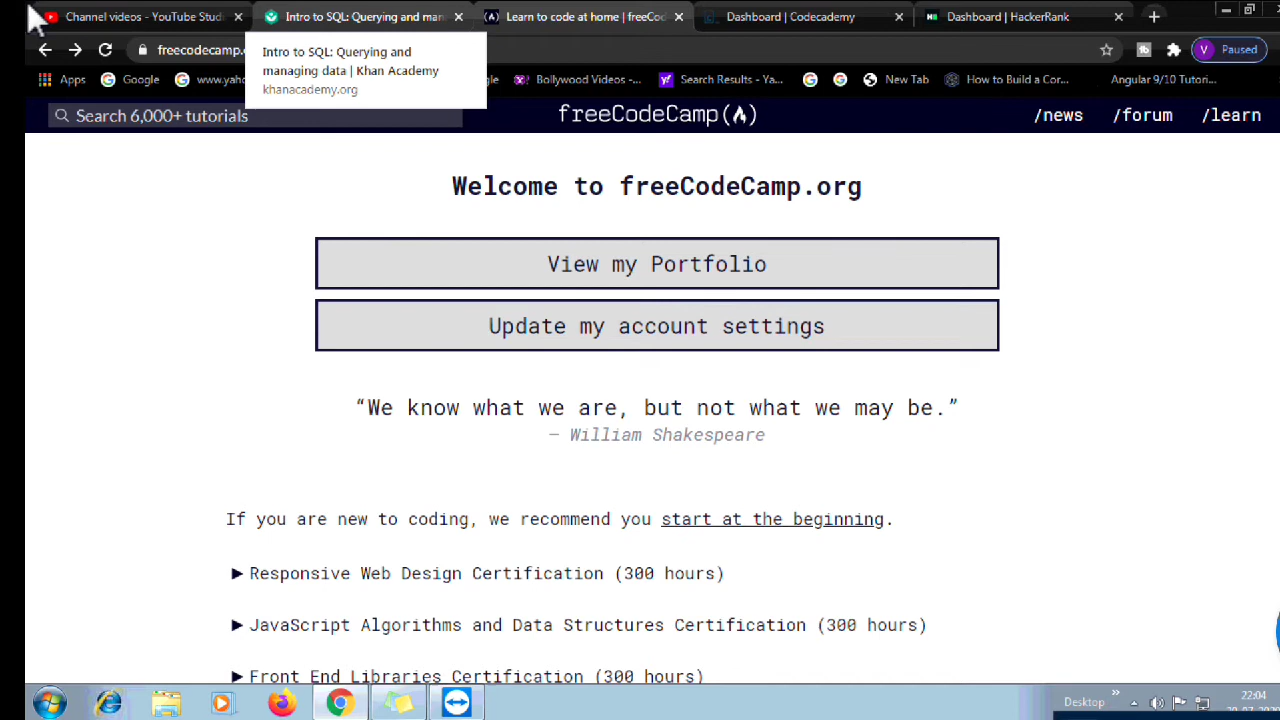 Channel videos - YouTube Stud
Intro to SQL: Querying and man
Learn to code at home | freeCo
Dashboard | Codecademy
Dashboard | HackerRank
freecodecamp.
Paused
V
Intro to SQL: Querying and
managing data | Khan Academy
khanacademy.org
Apps
Google
Bollywood Videos -...
Search Results - Ya...
New Tab
How to Build a Cor...
Angular 9/10 Tutori...
Search 6,000+ tutorials
freeCodeCamp
/news
/forum
/learn
Welcome to freeCodeCamp.org
View my Portfolio
Update my account settings
“We know what we are, but not what we may be.”
— William Shakespeare
If you are new to coding, we recommend you start at the beginning.
Responsive Web Design Certification (300 hours)
JavaScript Algorithms and Data Structures Certification (300 hours)
Front End Libraries Certification (300 hours)
Desktop
22:04